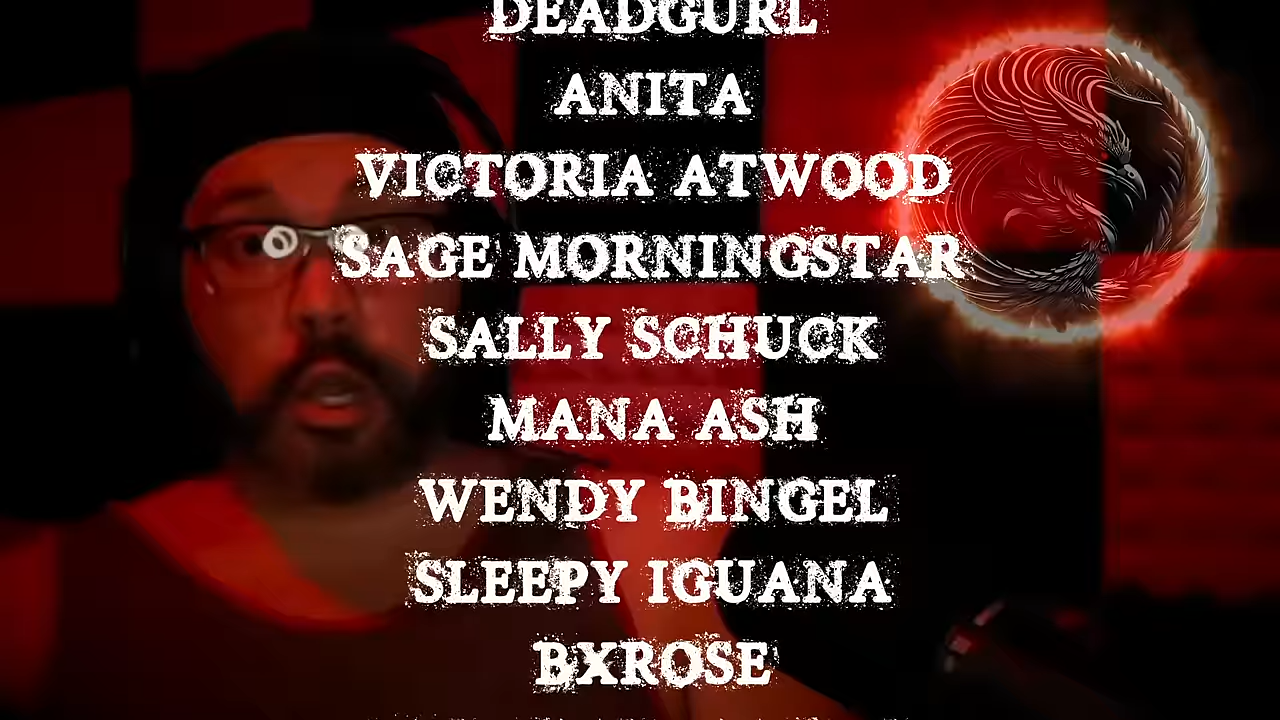 DEADGURL
ANITA
VICTORIA ATWOOD
SAGE MORNINGSTAR
SALLY SCHUCK
MANA ASH
WENDY BINGEL
SLEEPY IGUANA
BXROSE